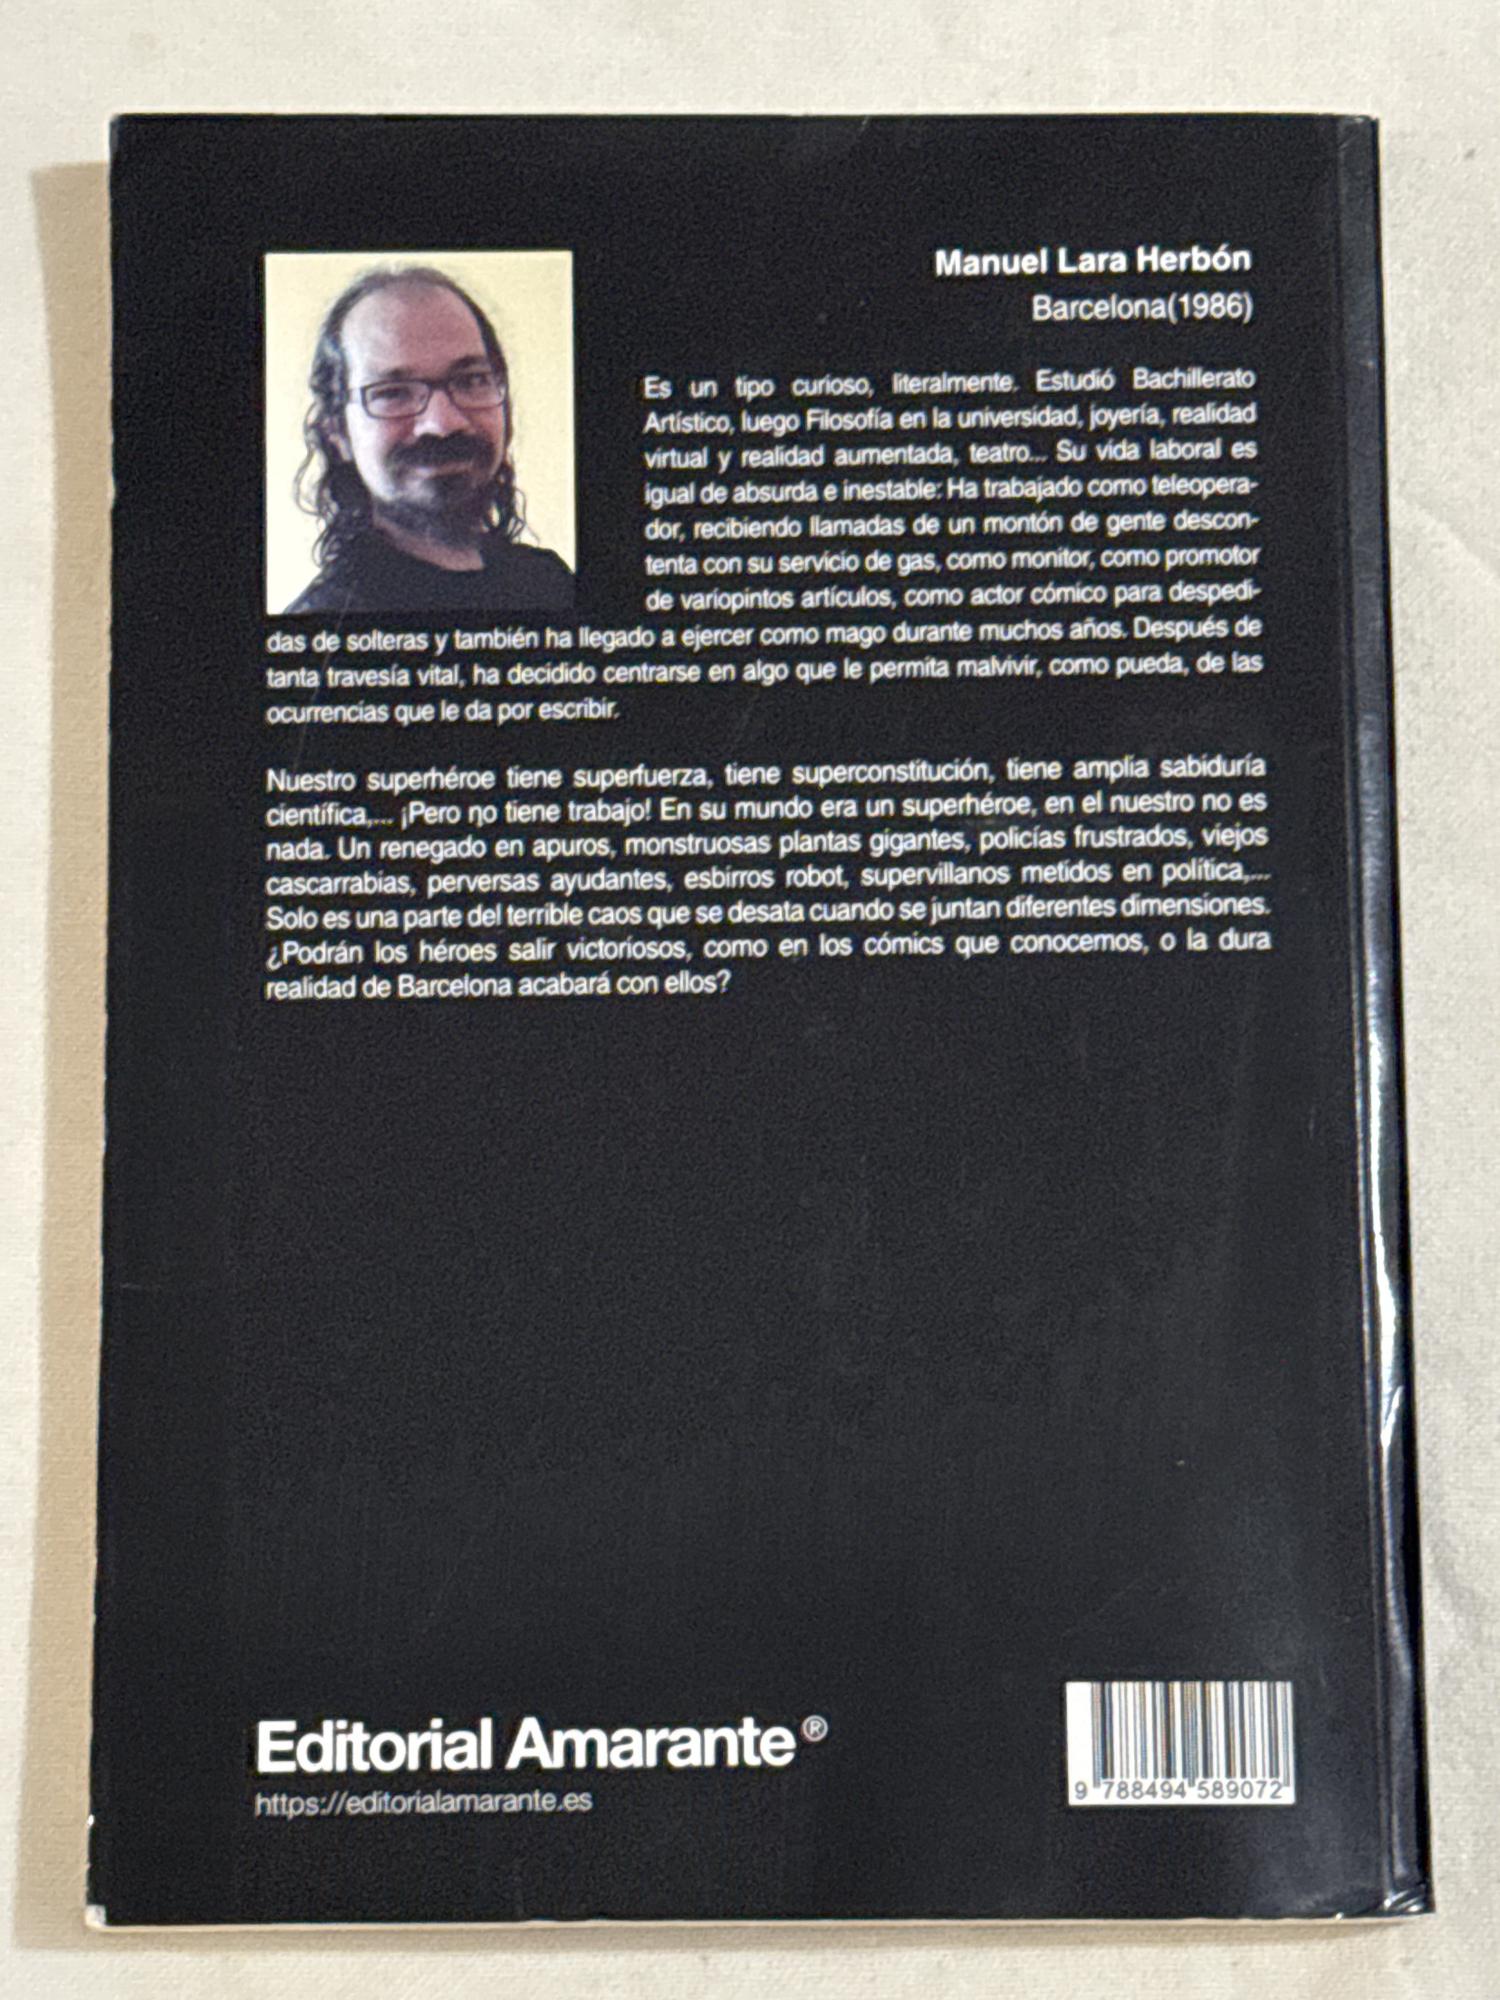 Manuel Lara Herbón
Barcelona(1986)
Es un tipo curioso, literalmente. Estudió Bachillerato
Artístico, luego Filosofía en la universidad, joyería, realidad
virtual y realidad aumentada, teatro... Su vida laboral es
igual de absurda e inestable: Ha trabajado como teleopera-
dor, recibiendo llamadas de un montón de gente descon-
tenta con su servicio de gas, como monitor, como promotor
de variopintos artículos, como actor cómico para despedi-
das de solteras y también ha llegado a ejercer como mago durante muchos años. Después de
tanta travesía vital, ha decidido centrarse en algo que le permita malvivir, como pueda, de las
ocurrencias que le da por escribir.
Nuestro superhéroe tiene superfuerza, tiene superconstitución, tiene amplia sabiduría
científica,... ¡Pero no tiene trabajo! En su mundo era un superhéroe, en el nuestro no es
nada. Un renegado en apuros, monstruosas plantas gigantes, policías frustrados, viejos
cascarrabias, perversas ayudantes, esbirros robot, supervillanos metidos en política,...
Solo es una parte del terrible caos que se desata cuando se juntan diferentes dimensiones.
¿Podrán los héroes salir victoriosos, como en los cómics que conocemos, o la dura
realidad de Barcelona acabará con ellos?
Editorial Amarante®
https://editorialamarante.es
9 788494 589072